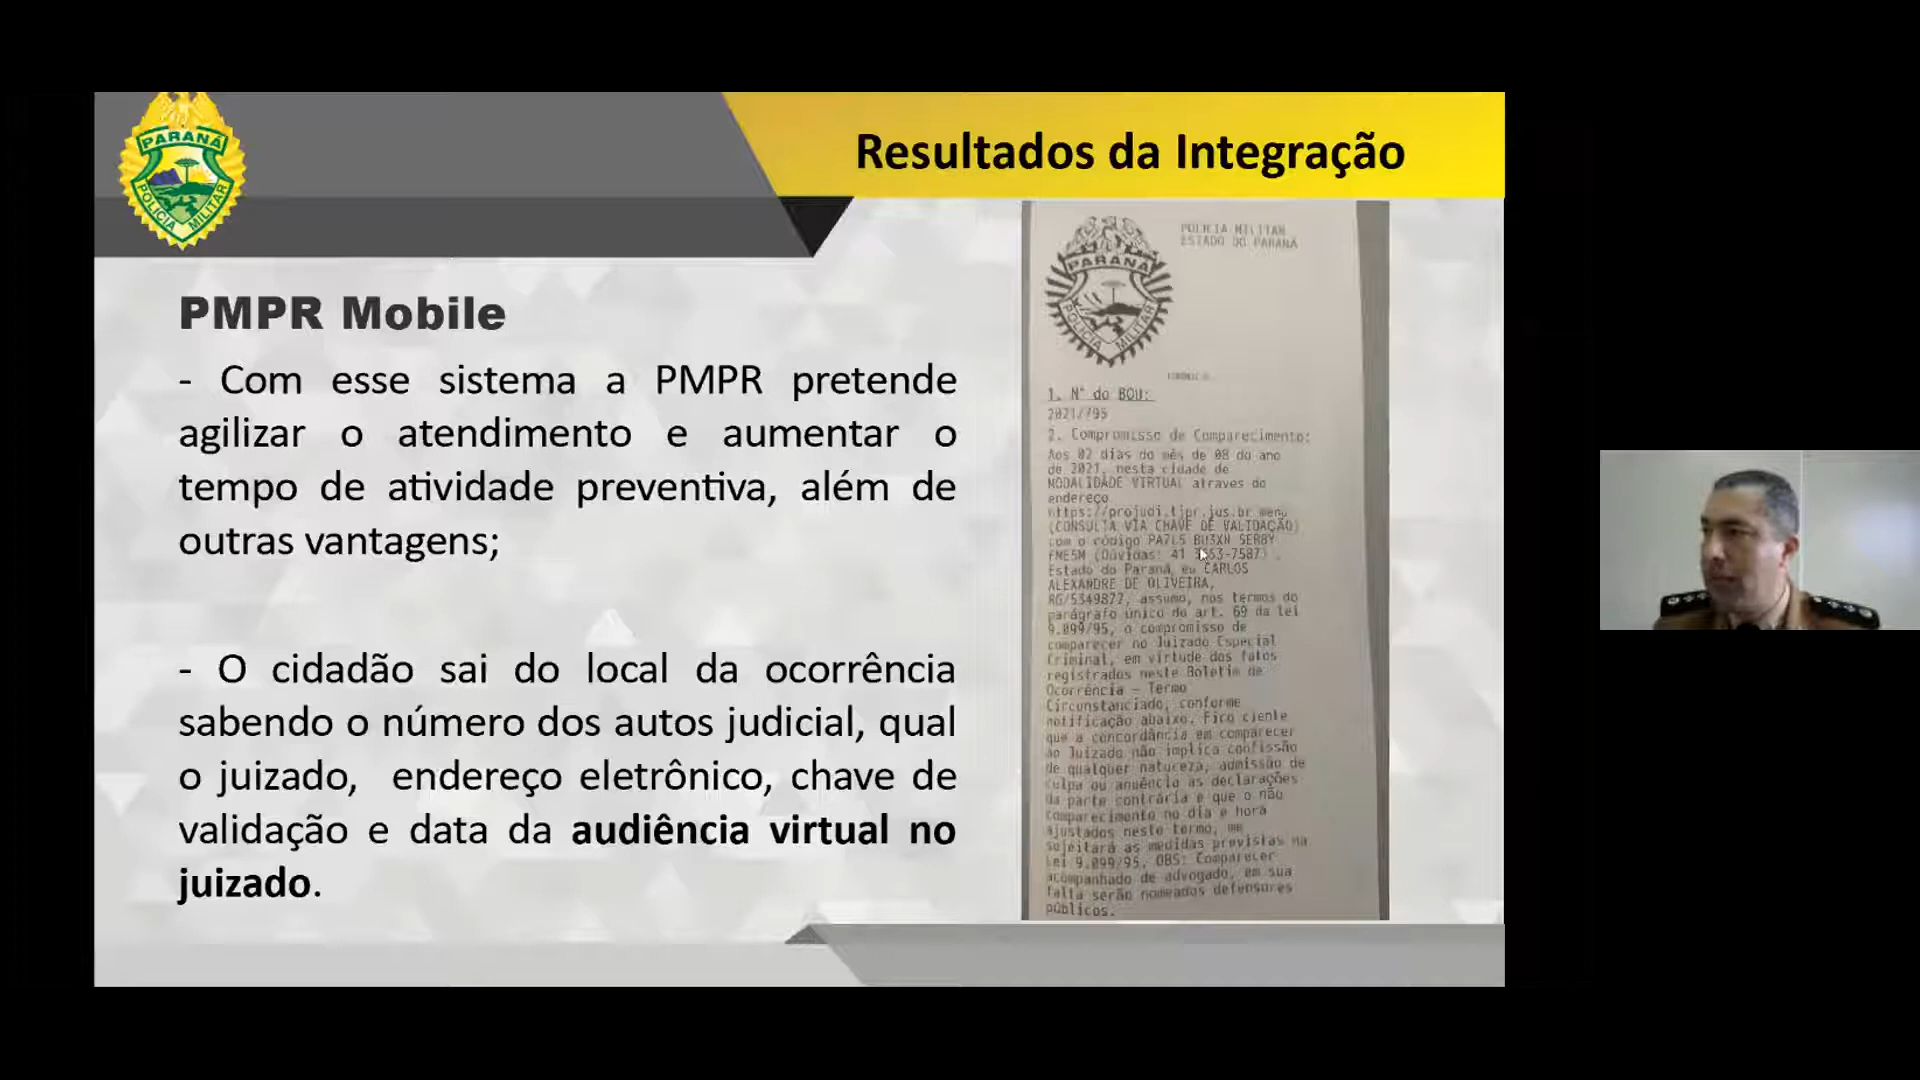 PARANÁ
POLÍCIA MILITAR
Resultados da Integração
PMPR Mobile
- Com esse sistema a PMPR pretende
agilizar o atendimento e aumentar o
tempo de atividade preventiva, além de
outras vantagens;
- O cidadão sai do local da ocorrência
sabendo o número dos autos judicial, qual
o juizado, endereço eletrônico, chave de
validação e data da audiência virtual no
juizado.
POLICIA MILITAR
ESTADO DO PARANÁ
PARANÁ
POLICIA MILITAR
1. N° do BOU:
2021/795
2. Compromisso de Comparecimento:
Aos 02 dias do mês de 08 do ano
de 2021, nesta cidade de
MODALIDADE VIRTUAL atraves do
endereço
https://projudi.tjpr.jus.br menu
(CONSULTA VIA CHAVE DE VALIDAÇÃO)
com o código PA7L5 BU3XN SERBY
FNE5M (Dúvidas: 41 53-7587)
Estado do Paraná, eu CARLOS
ALEXANDRE DE OLIVEIRA,
RG/5349872, assumo, nos termos do
parágrafo único do art. 69 da lei
9.099/95, o compromisso de
comparecer no Juizado Especial
Criminal, em virtude dos fatos
registrados neste Boletim de
Ocorrência – Termo
Circunstanciado, conforme
notificação abaixo. Fico ciente
que a concordância em comparecer
ao Juizado não implica confissão
de qualquer natureza, admissão de
culpa ou anuência as declarações
da parte contrária e que o não
comparecimento no dia e hora
ajustados neste termo, me
sujeitará as medidas previstas na
Lei 9.099/95. OBS: Comparecer
acompanhado de advogado, em sua
falta serão nomeados defensores
públicos.